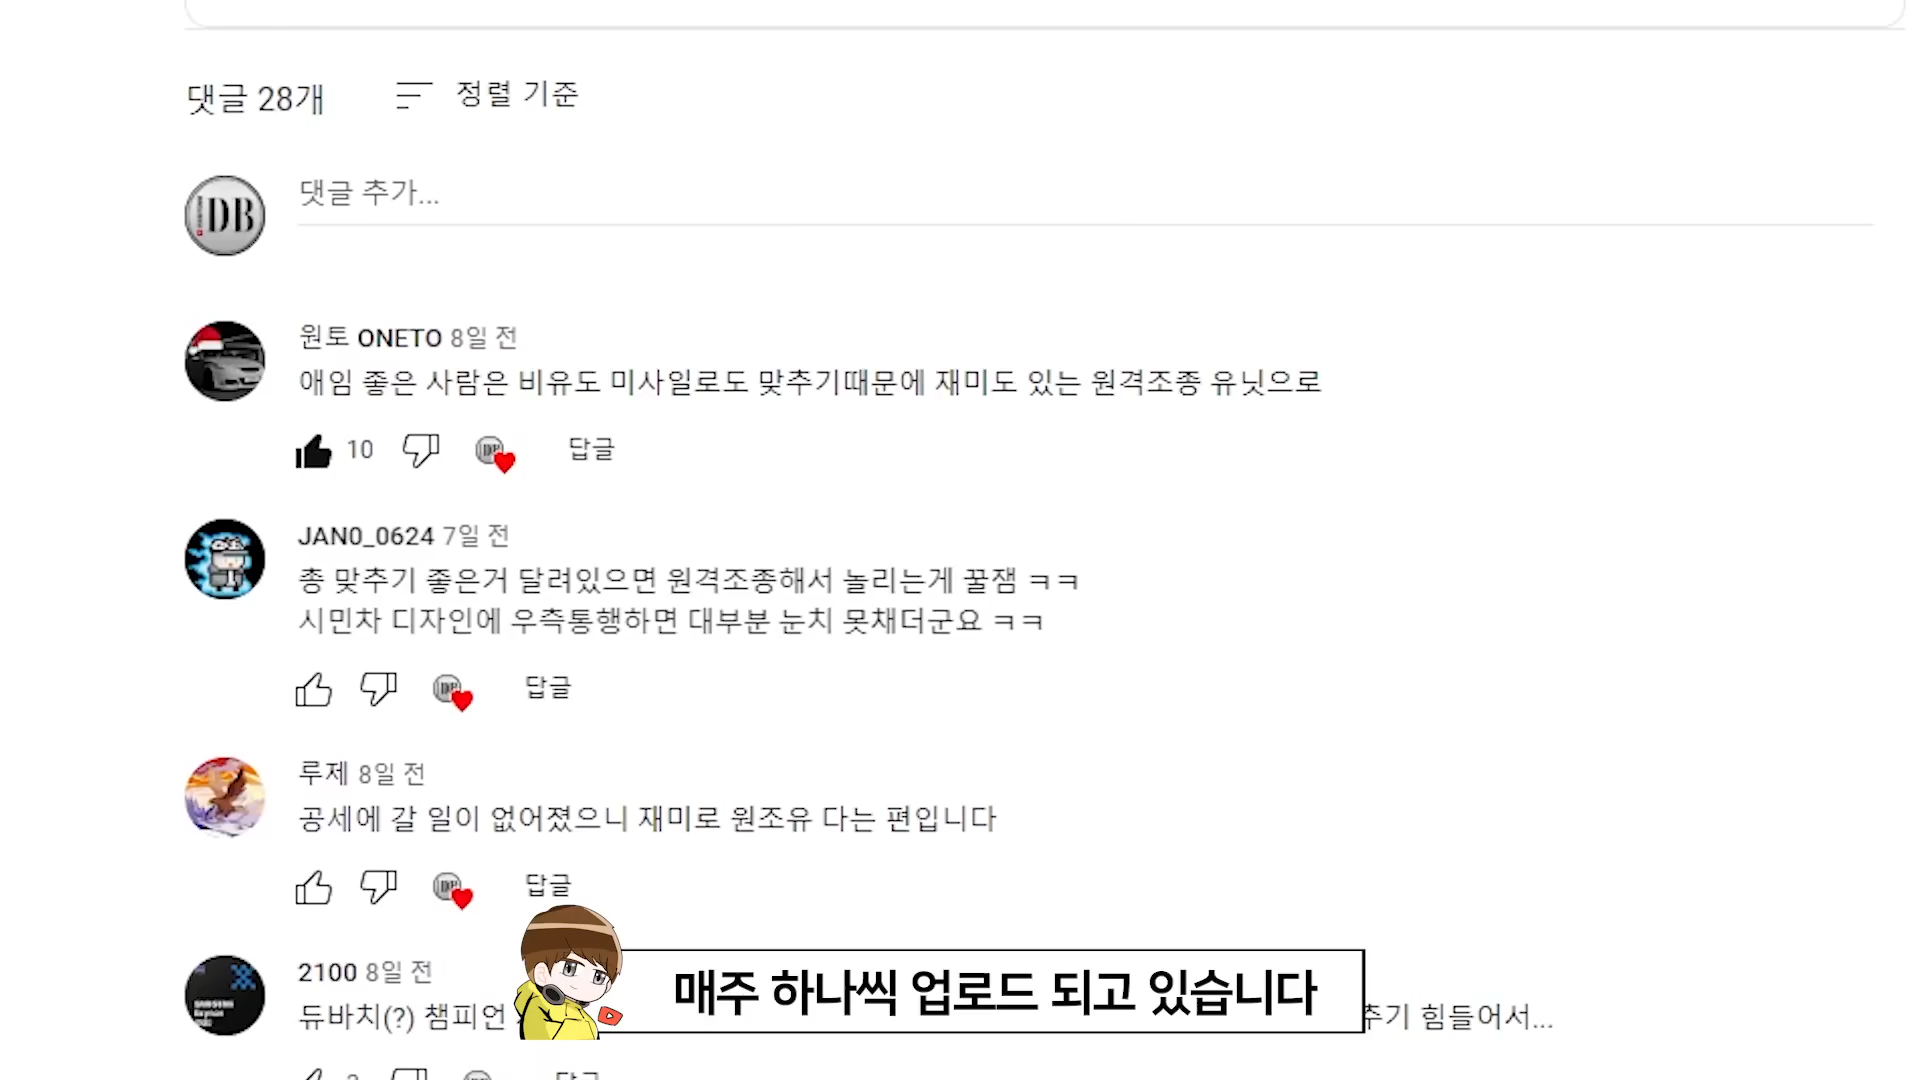 댓글 28개
정렬 기준
DB
댓글 추가...
원토 ONETO 8일 전
애임 좋은 사람은 비유도 미사일로도 맞추기때문에 재미도 있는 원격조종 유닛으로
10
답글
JAN0_0624 7일 전
총 맞추기 좋은거 달려있으면 원격조종해서 놀리는게 꿀잼 ㅋㅋ
시민차 디자인에 우측통행하면 대부분 눈치 못채더군요 ㅋㅋ
답글
루제 8일 전
공세에 갈 일이 없어졌으니 재미로 원조유 다는 편입니다
답글
2100 8일 전
듀바치(?) 챔피언
추기 힘들어서...
매주 하나씩 업로드 되고 있습니다